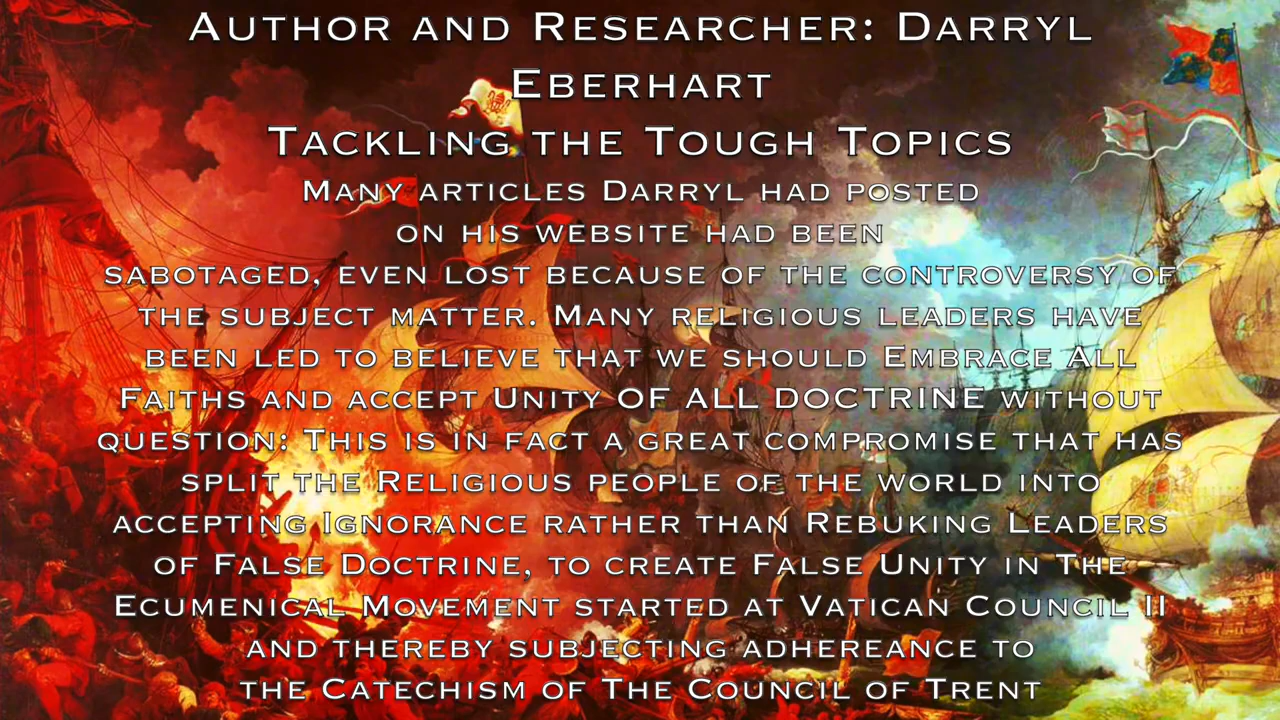 Author and Researcher: Darryl
Eberhart
Tackling the Tough Topics
Many articles Darryl had posted
on his website had been
sabotaged, even lost because of the controversy of
the subject matter. Many religious leaders have
been led to believe that we should Embrace All
Faiths and accept Unity OF ALL DOCTRINE without
question: This is in fact a great compromise that has
split the Religious people of the world into
accepting Ignorance rather than Rebuking Leaders
of False Doctrine, to create False Unity in The
Ecumenical Movement started at Vatican Council II
and thereby subjecting adhereance to
the Catechism of The Council of Trent